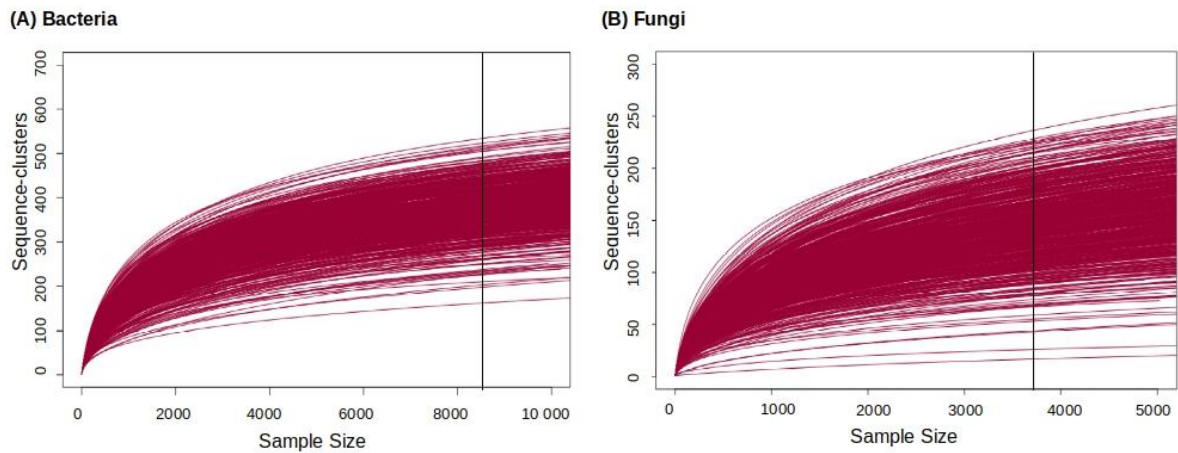 (A) Bacteria
Sequence-clusters
700
600
500
400
300
200
100
0
0 2000 4000 6000 8000 10 000
Sample Size
(B) Fungi
Sequence-clusters
300
250
200
150
100
50
0
0 1000 2000 3000 4000 5000
Sample Size